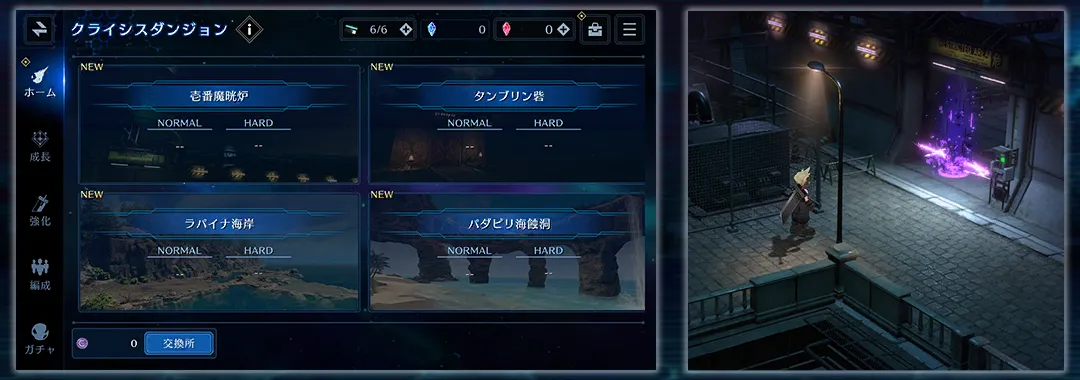 クライシスダンジョン
6/6
0
0
ホーム
成長
強化
編成
ガチャ
NEW
壱番魔晄炉
NORMAL HARD
-- --
NEW
タンブリン砦
NORMAL HARD
-- --
NEW
ラパイナ海岸
NORMAL HARD
-- --
NEW
バダビリ海蝕洞
NORMAL HARD
-- --
0
交換所